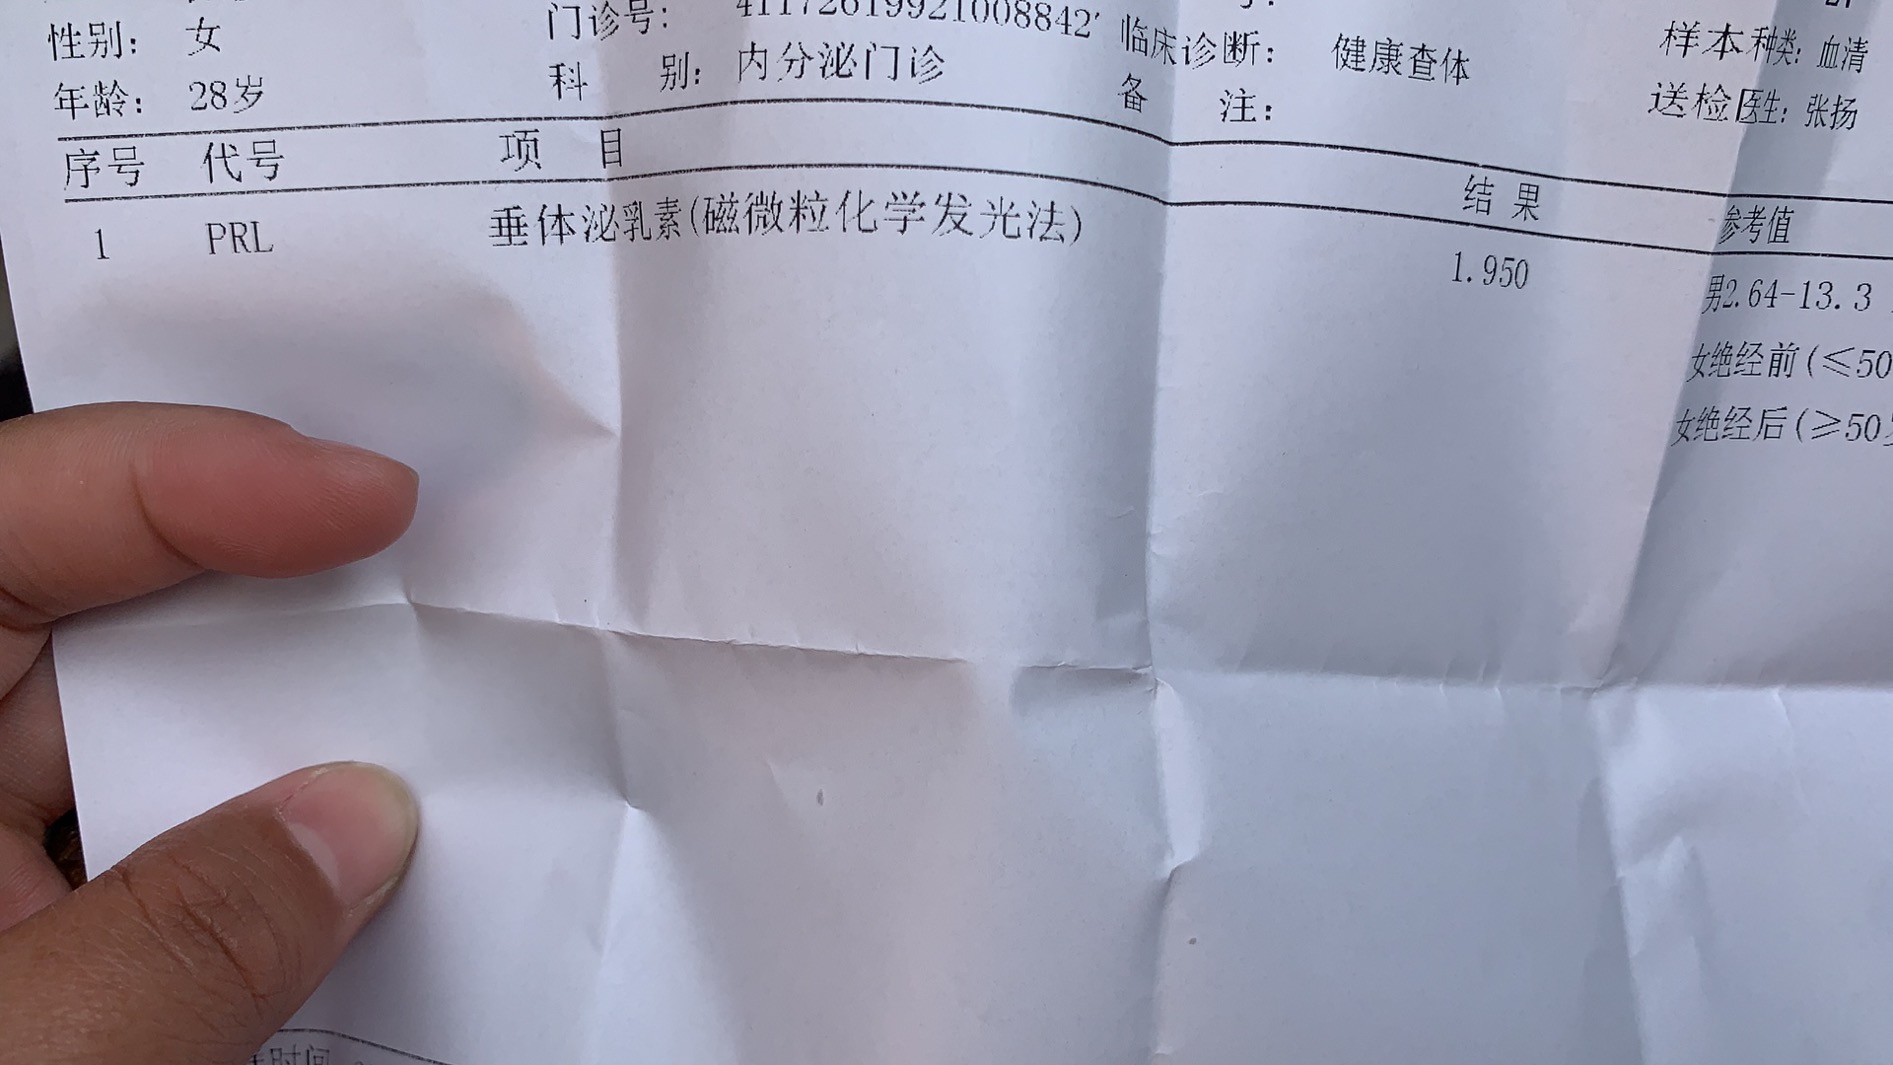 性别： 女 门诊号： 临床诊断： 健康查体 样本种类：血清
年龄： 28岁 科 别：内分泌门诊 备 注： 送检医生：张扬
序号 代号 项 目 结 果 参考值
1 PRL 垂体泌乳素(磁微粒化学发光法) 1.950 男2.64-13.3
女绝经前(≤50
女绝经后(≥50